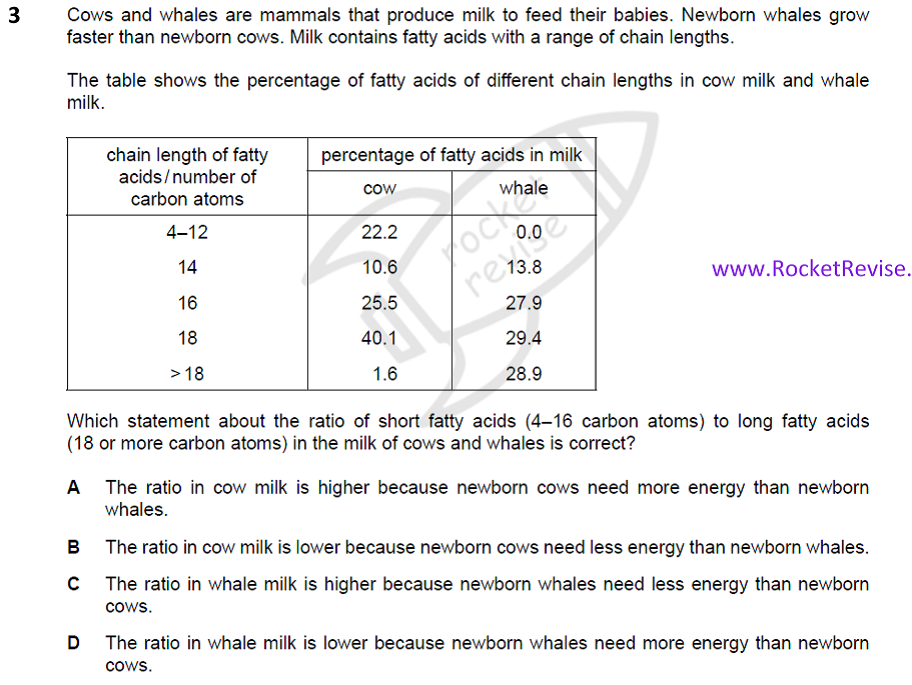 3 Cows and whales are mammals that produce milk to feed their babies. Newborn whales grow
faster than newborn cows. Milk contains fatty acids with a range of chain lengths.
The table shows the percentage of fatty acids of different chain lengths in cow milk and whale
milk.
chain length of fatty acids/number of carbon atoms percentage of fatty acids in milk
cow whale
4–12 22.2 0.0
14 10.6 13.8
16 25.5 27.9
18 40.1 29.4
>18 1.6 28.9
rocket
revise
www.RocketRevise.
Which statement about the ratio of short fatty acids (4–16 carbon atoms) to long fatty acids
(18 or more carbon atoms) in the milk of cows and whales is correct?
A The ratio in cow milk is higher because newborn cows need more energy than newborn
whales.
B The ratio in cow milk is lower because newborn cows need less energy than newborn whales.
C The ratio in whale milk is higher because newborn whales need less energy than newborn
cows.
D The ratio in whale milk is lower because newborn whales need more energy than newborn
cows.